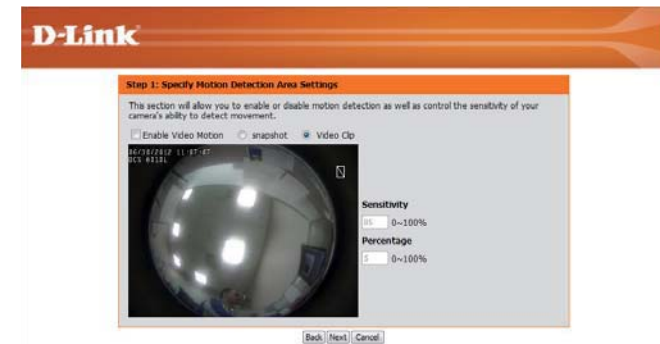 D-Link
Step 1: Specify Motion Detection Area Settings
This section will allow you to enable or disable motion detection as well as control the sensitivity of your
camera's ability to detect movement.
Enable Video Motion snapshot Video Clip
Sensitivity
0~100%
Percentage
5 0~100%
Back Next Cancel